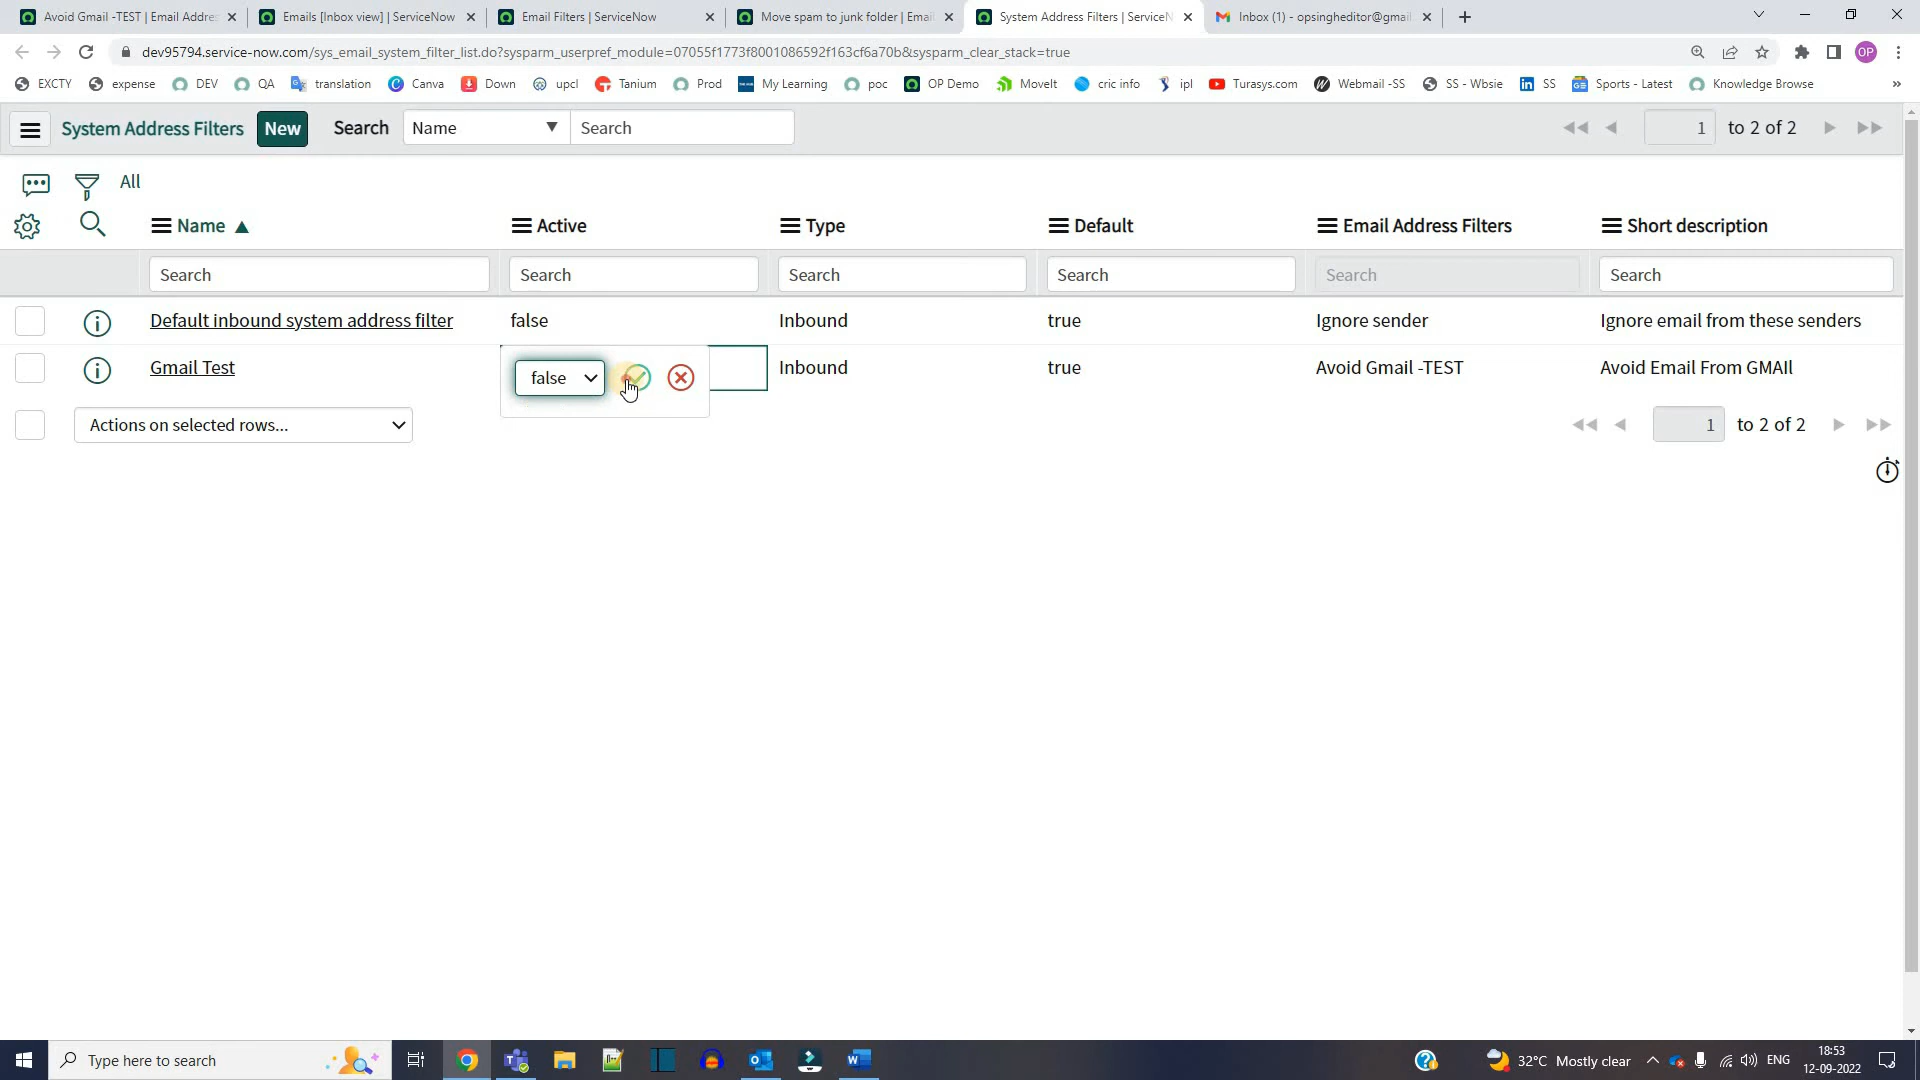 Avoid Gmail -TEST | Email Addre
Emails [Inbox view] | ServiceNow
Email Filters | ServiceNow
Move spam to junk folder | Email
System Address Filters | ServiceN
Inbox (1) - opsingheditor@gmail
dev95794.service-now.com/sys_email_system_filter_list.do?sysparm_userpref_module=07055f1773f8001086592f163cf6a70b&sysparm_clear_stack=true
OP
EXCTY
expense
DEV
QA
translation
Canva
Down
upcl
Tanium
Prod
My Learning
poc
OP Demo
MoveIt
cric info
ipl
Turasys.com
Webmail -SS
SS - Wbsie
SS
Sports - Latest
Knowledge Browse
»
System Address Filters New Search Name Search 1 to 2 of 2
All
Name Active Type Default Email Address Filters Short description
Search Search Search Search Search Search
Default inbound system address filter false Inbound true Ignore sender Ignore email from these senders
Gmail Test false Inbound true Avoid Gmail -TEST Avoid Email From GMAIl
Actions on selected rows... 1 to 2 of 2
Type here to search
32°C Mostly clear
ENG
18:53
12-09-2022